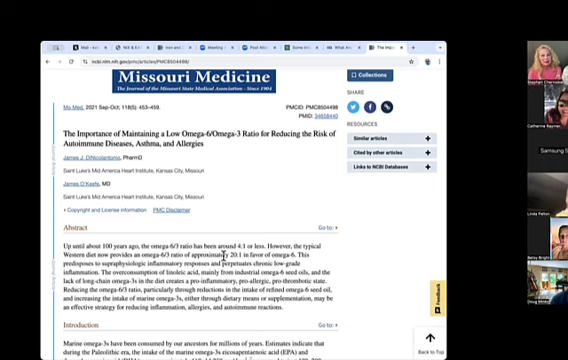 ncbi.nlm.nih.gov/pmc/articles/PMC8504498/
Missouri Medicine
The Journal of the Missouri State Medical Association - Since 1904
Collections
Mo Med, 2021 Sep-Oct; 118(5): 453–459.
PMCID: PMC8504498
PMID: 34658440
SHARE
RESOURCES
The Importance of Maintaining a Low Omega-6/Omega-3 Ratio for Reducing the Risk of
Autoimmune Diseases, Asthma, and Allergies
Similar articles
Cited by other articles
Links to NCBI Databases
James J. DiNicolantonio, PharmD
Saint Luke's Mid America Heart Institute, Kansas City, Missouri
James O'Keefe, MD
Saint Luke's Mid America Heart Institute, Kansas City, Missouri
Copyright and License information PMC Disclaimer
Abstract
Go to:
Up until about 100 years ago, the omega-6/3 ratio has been around 4:1 or less. However, the typical
Western diet now provides an omega-6/3 ratio of approximately 20:1 in favor of omega-6. This
predisposes to supraphysiologic inflammatory responses and perpetuates chronic low-grade
inflammation. The overconsumption of linoleic acid, mainly from industrial omega-6 seed oils, and the
lack of long-chain omega-3s in the diet creates a pro-inflammatory, pro-allergic, pro-thrombotic state.
Reducing the omega-6/3 ratio, particularly through reductions in the intake of refined omega-6 seed oil,
and increasing the intake of marine omega-3s, either through dietary means or supplementation, may be
an effective strategy for reducing inflammation, allergies, and autoimmune reactions.
Introduction
Go to:
Marine omega-3s have been consumed by our ancestors for millions of years. Estimates indicate that
during the Paleolithic era, the intake of the marine omega-3s eicosapentaenoic acid (EPA) and
Feedback
Back to Top
Linda Pelton